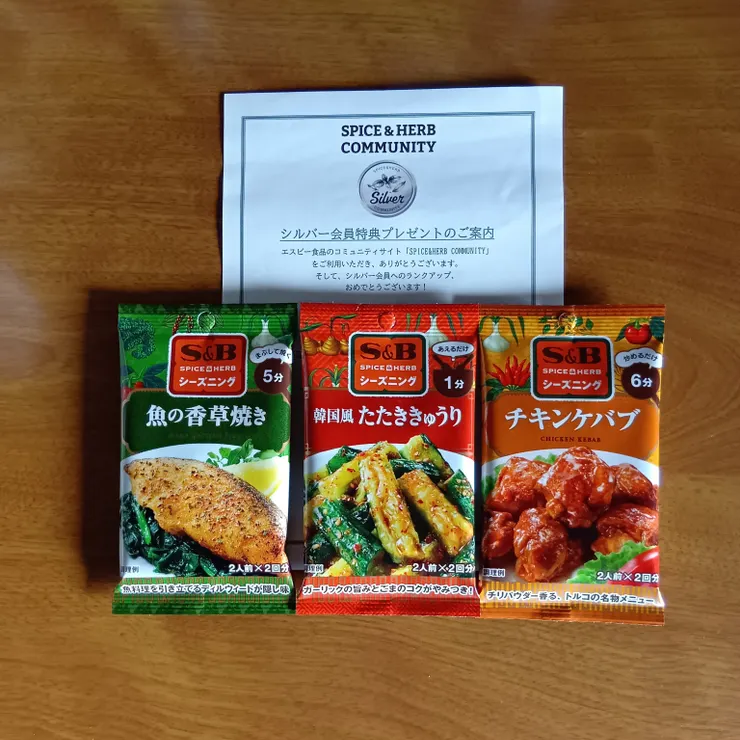 SPICE & HERB
COMMUNITY
Silver
シルバー会員特典プレゼントのご案内
エスビー食品のコミュニティサイト「SPICE&HERB COMMUNITY」
をご利用いただき、ありがとうございます。
そして、シルバー会員へのランクアップ、
おめでとうございます！
S&B
SPICE & HERB
シーズニング
まぶして焼く
5分
魚の香草焼き
調理例
2人前×2回分
魚料理を引き立てるディルウィードが隠し味
S&B
SPICE & HERB
シーズニング
あえるだけ
1分
韓国風 たたききゅうり
調理例
2人前×2回分
ガーリックの旨みとごまのコクがやみつき！
S&B
SPICE & HERB
シーズニング
炒めるだけ
6分
チキンケバブ
CHICKEN KEBAB
調理例
2人前×2回分
チリパウダー香る、トルコの名物メニュー